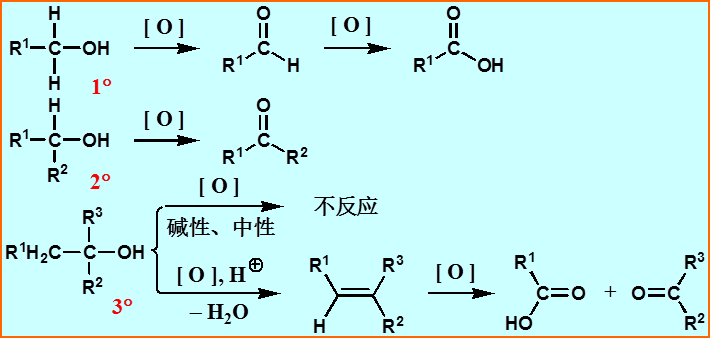 H
R¹–C–OH [ O ] O R¹ C H [ O ] O R¹ C OH
H
1°
H
R¹–C–OH [ O ] O R¹ C R²
R²
2°
R³ [ O ] 不反应
R¹H₂C–C–OH 碱性、中性
R² [ O ], H⊕ R¹ R³ [ O ] R¹ C=O HO + O=C R³ R²
3° – H₂O H R²